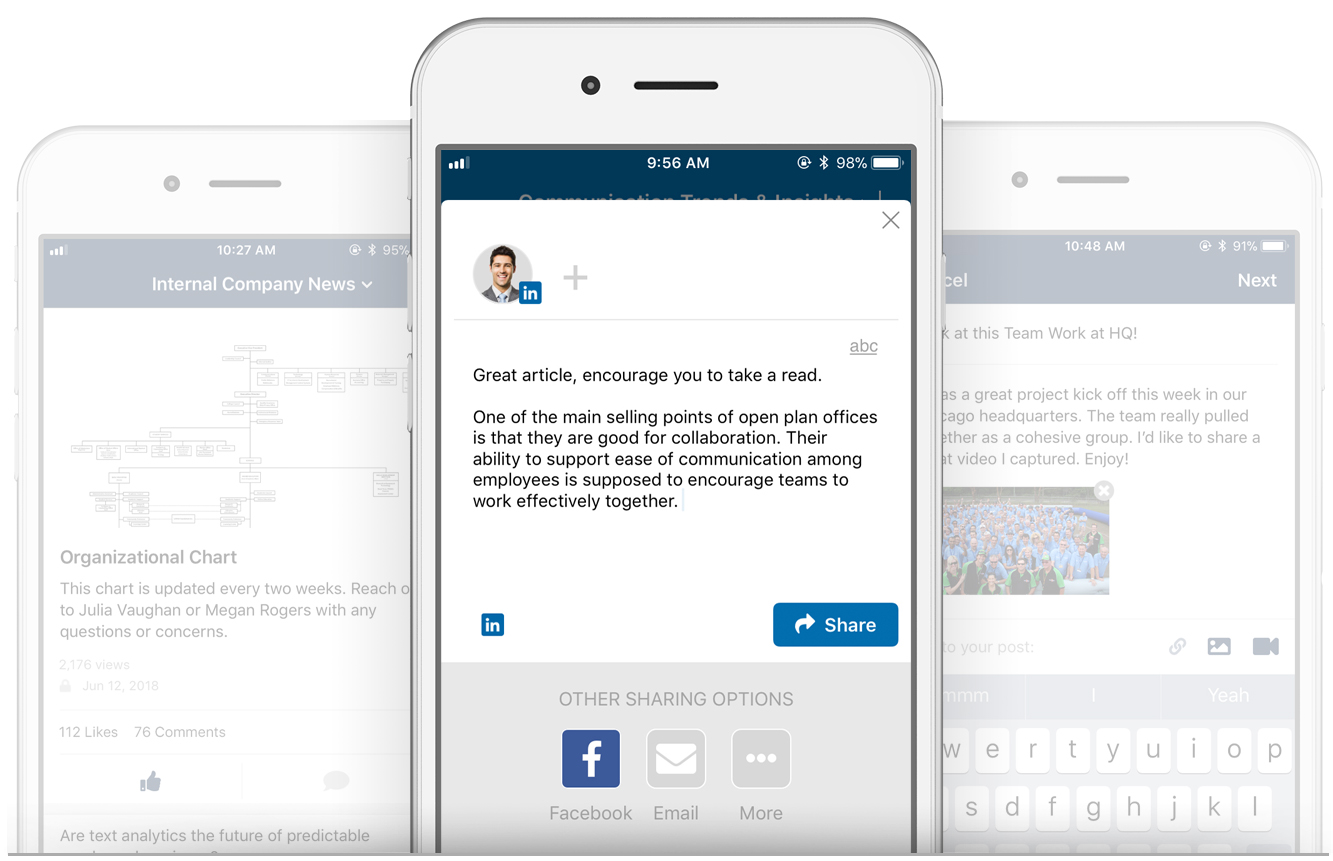 10:27 AM
95%
Internal Company News
Organizational Chart
This chart is updated every two weeks. Reach o
to Julia Vaughan or Megan Rogers with any
questions or concerns.
2,176 views
Jun 12, 2018
112 Likes 76 Comments
Are text analytics the future of predictable
9:56 AM
98%
Communication Trends & Insights
in
abc
Great article, encourage you to take a read.
One of the main selling points of open plan offices
is that they are good for collaboration. Their
ability to support ease of communication among
employees is supposed to encourage teams to
work effectively together.
in
Share
OTHER SHARING OPTIONS
f
Facebook Email More
10:48 AM
91%
cel
Next
k at this Team Work at HQ!
as a great project kick off this week in our
cago headquarters. The team really pulled
ether as a cohesive group. I'd like to share a
at video I captured. Enjoy!
to your post:
mmm I Yeah
w e r t y u i o p
s d f g h j k l